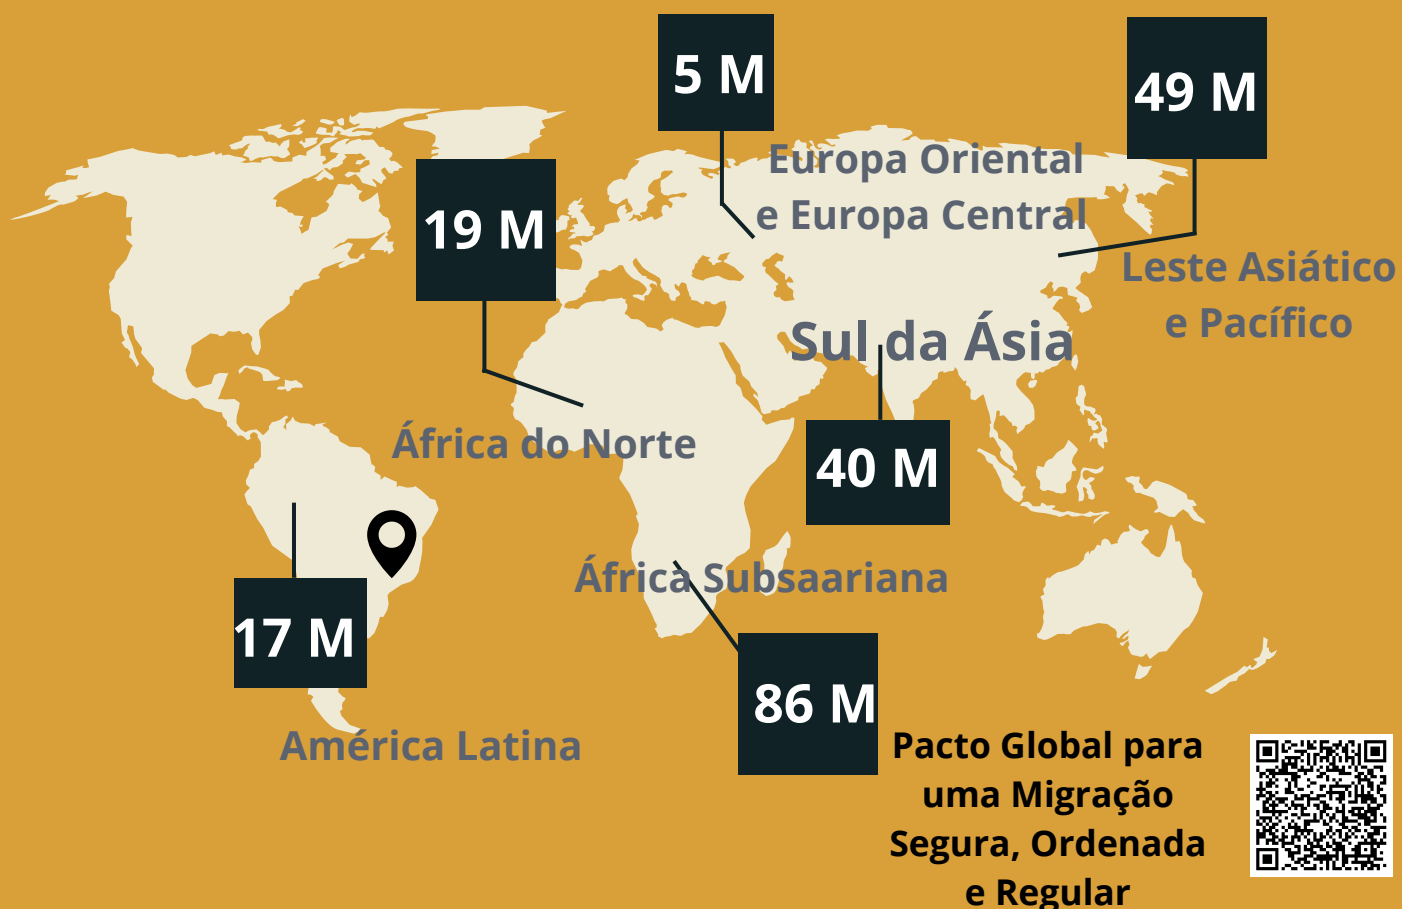 5 M
49 M
Europa Oriental
e Europa Central
19 M
Leste Asiático
e Pacífico
Sul da Ásia
África do Norte
40 M
África Subsaariana
17 M
86 M
América Latina
Pacto Global para
uma Migração
Segura, Ordenada
e Regular